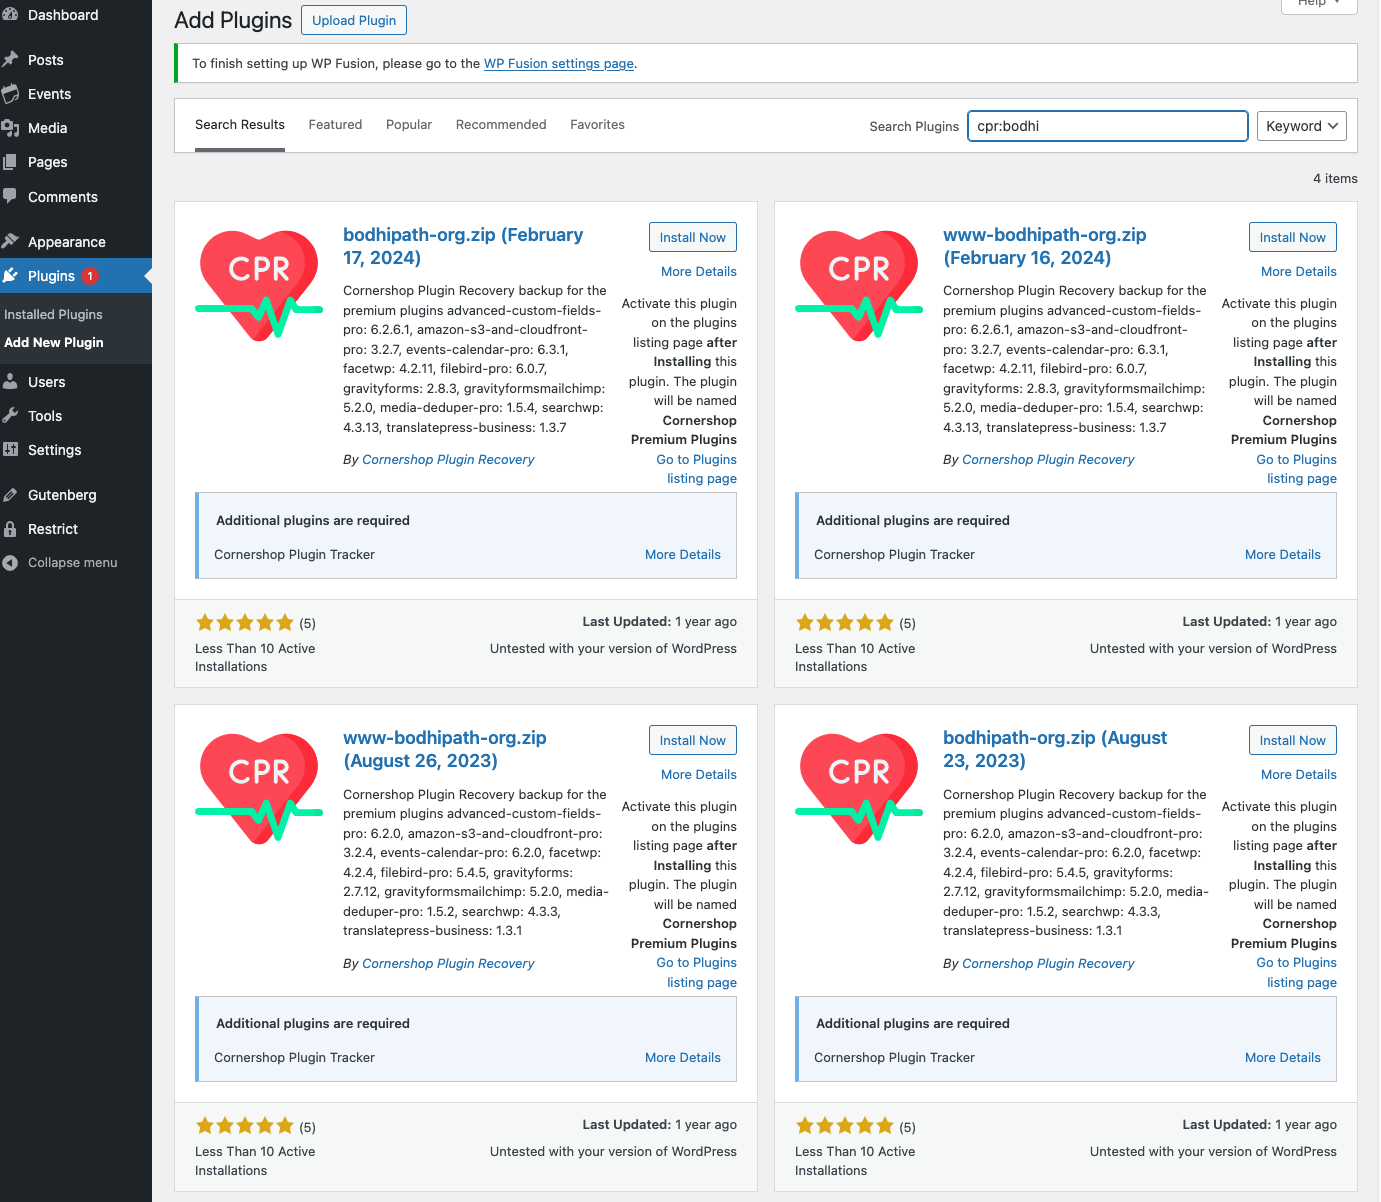 Dashboard
Posts
Events
Media
Pages
Comments
Appearance
Plugins 1
Installed Plugins
Add New Plugin
Users
Tools
Settings
Gutenberg
Restrict
Collapse menu
Help
Add Plugins Upload Plugin
To finish setting up WP Fusion, please go to the WP Fusion settings page.
Search Results Featured Popular Recommended Favorites Search Plugins cpr:bodhi Keyword
4 items
CPR
bodhipath-org.zip (February
17, 2024)
Cornershop Plugin Recovery backup for the
premium plugins advanced-custom-fields-
pro: 6.2.6.1, amazon-s3-and-cloudfront-
pro: 3.2.7, events-calendar-pro: 6.3.1,
facetwp: 4.2.11, filebird-pro: 6.0.7,
gravityforms: 2.8.3, gravityformsmailchimp:
5.2.0, media-deduper-pro: 1.5.4, searchwp:
4.3.13, translatepress-business: 1.3.7
By Cornershop Plugin Recovery
Install Now
More Details
Activate this plugin
on the plugins
listing page after
Installing this
plugin. The plugin
will be named
Cornershop
Premium Plugins
Go to Plugins
listing page
Additional plugins are required
Cornershop Plugin Tracker More Details
(5)
Less Than 10 Active
Installations
Last Updated: 1 year ago
Untested with your version of WordPress
CPR
www-bodhipath-org.zip
(February 16, 2024)
Cornershop Plugin Recovery backup for the
premium plugins advanced-custom-fields-
pro: 6.2.6.1, amazon-s3-and-cloudfront-
pro: 3.2.7, events-calendar-pro: 6.3.1,
facetwp: 4.2.11, filebird-pro: 6.0.7,
gravityforms: 2.8.3, gravityformsmailchimp:
5.2.0, media-deduper-pro: 1.5.4, searchwp:
4.3.13, translatepress-business: 1.3.7
By Cornershop Plugin Recovery
Install Now
More Details
Activate this plugin
on the plugins
listing page after
Installing this
plugin. The plugin
will be named
Cornershop
Premium Plugins
Go to Plugins
listing page
Additional plugins are required
Cornershop Plugin Tracker More Details
(5)
Less Than 10 Active
Installations
Last Updated: 1 year ago
Untested with your version of WordPress
CPR
www-bodhipath-org.zip
(August 26, 2023)
Cornershop Plugin Recovery backup for the
premium plugins advanced-custom-fields-
pro: 6.2.0, amazon-s3-and-cloudfront-pro:
3.2.4, events-calendar-pro: 6.2.0, facetwp:
4.2.4, filebird-pro: 5.4.5, gravityforms:
2.7.12, gravityformsmailchimp: 5.2.0, media-
deduper-pro: 1.5.2, searchwp: 4.3.3,
translatepress-business: 1.3.1
By Cornershop Plugin Recovery
Install Now
More Details
Activate this plugin
on the plugins
listing page after
Installing this
plugin. The plugin
will be named
Cornershop
Premium Plugins
Go to Plugins
listing page
Additional plugins are required
Cornershop Plugin Tracker More Details
(5)
Less Than 10 Active
Installations
Last Updated: 1 year ago
Untested with your version of WordPress
CPR
bodhipath-org.zip (August
23, 2023)
Cornershop Plugin Recovery backup for the
premium plugins advanced-custom-fields-
pro: 6.2.0, amazon-s3-and-cloudfront-pro:
3.2.4, events-calendar-pro: 6.2.0, facetwp:
4.2.4, filebird-pro: 5.4.5, gravityforms:
2.7.12, gravityformsmailchimp: 5.2.0, media-
deduper-pro: 1.5.2, searchwp: 4.3.3,
translatepress-business: 1.3.1
By Cornershop Plugin Recovery
Install Now
More Details
Activate this plugin
on the plugins
listing page after
Installing this
plugin. The plugin
will be named
Cornershop
Premium Plugins
Go to Plugins
listing page
Additional plugins are required
Cornershop Plugin Tracker More Details
(5)
Less Than 10 Active
Installations
Last Updated: 1 year ago
Untested with your version of WordPress